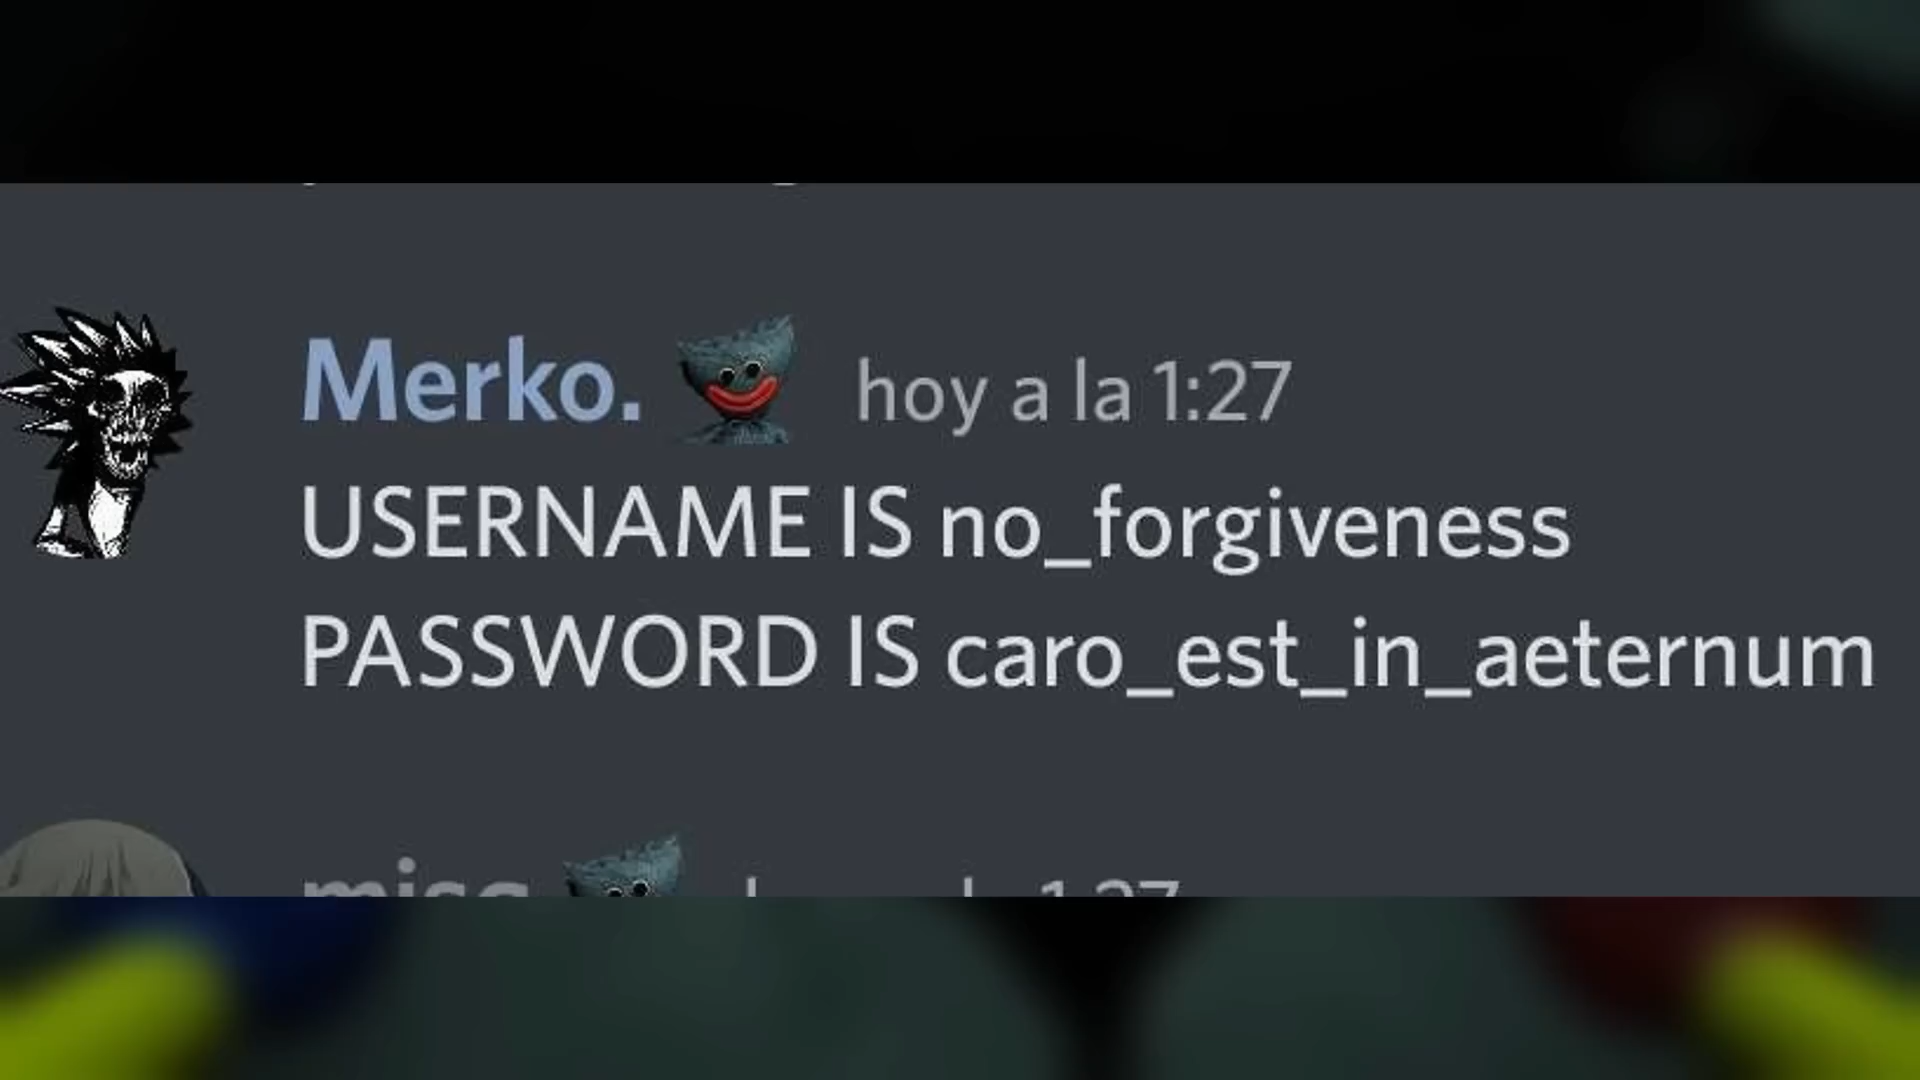 Merko. hoy a la 1:27
USERNAME IS no_forgiveness
PASSWORD IS caro_est_in_aeternum